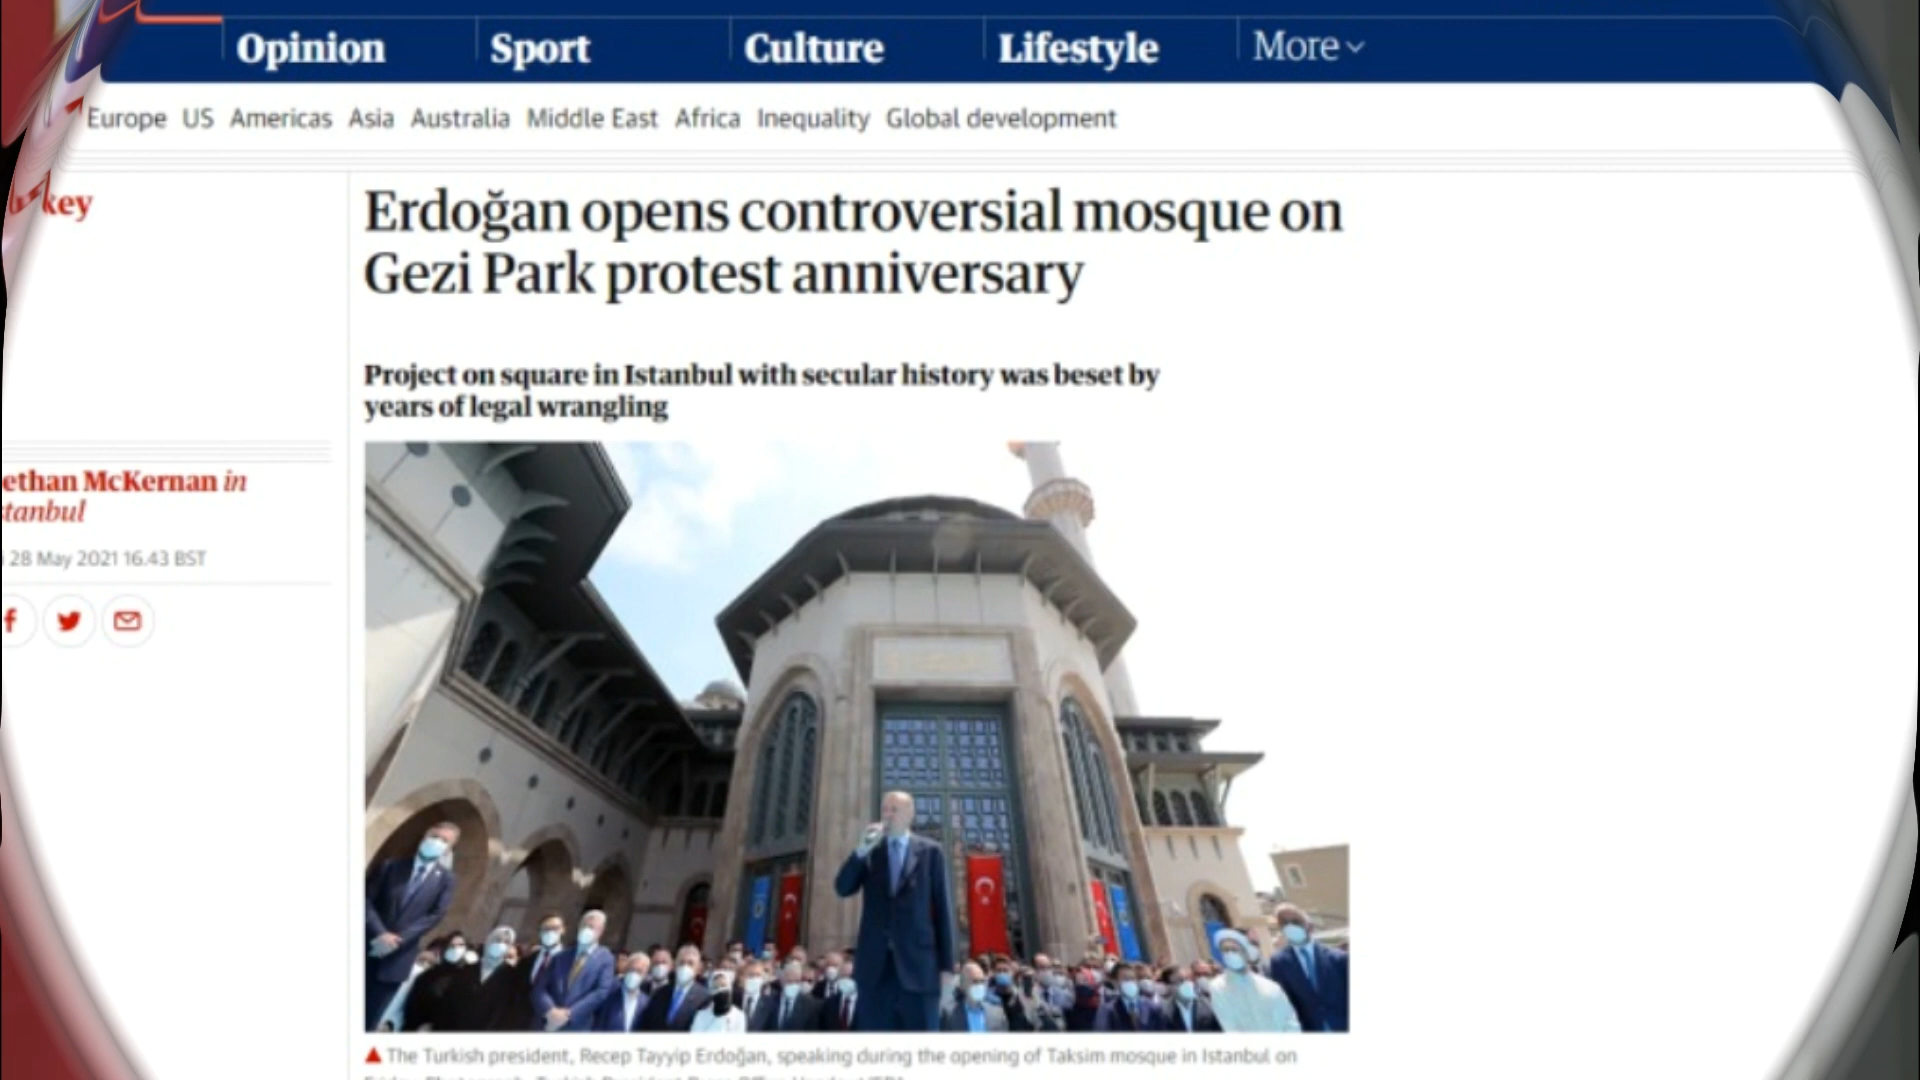 Opinion Sport Culture Lifestyle More
Europe US Americas Asia Australia Middle East Africa Inequality Global development
key
Erdoğan opens controversial mosque on
Gezi Park protest anniversary
Project on square in Istanbul with secular history was beset by
years of legal wrangling
ethan McKernan in
stanbul
28 May 2021 16.43 BST
The Turkish president, Recep Tayyip Erdoğan, speaking during the opening of Taksim mosque in Istanbul on